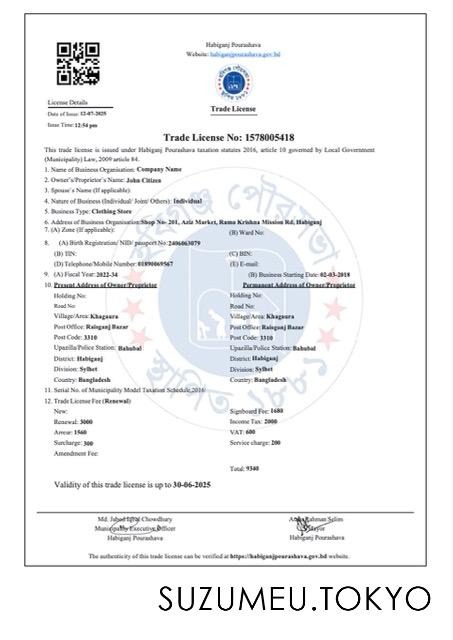 Habiganj Pourashava
Website: habiganjpourashava.gov.bd
হবিগঞ্জ পৌরসভা
স্থাপিত ১৮৮১
License Details
Date of Issue: 12-07-2025
Issue Time: 12:54 pm
Trade License
Trade License No: 1578005418
This trade license is issued under Habiganj Pourashava taxation statutes 2016, article 10 governed by Local Government
(Municipality) Law, 2009 article 84.
1. Name of Business Organisation: Company Name
2. Owner's/Proprietor's Name: John Citizen
3. Spouse's Name (If applicable):
4. Nature of Business (Individual/ Joint/ Others): Individual
5. Business Type: Clothing Store
6. Address of Business Organisation:Shop No- 201, Aziz Market, Rama Krishna Mission Rd, Habiganj
7. (A) Zone (If applicable): (B) Ward No:
8. (A) Birth Registration/ NID/ passport No:2406063079
(B) TIN: (C) BIN:
(D) Telephone/Mobile Number:01890069567 (E) E-mail:
9. (A) Fiscal Year:2022-34 (B) Business Starting Date: 02-03-2018
10. Present Address of Owner/Proprietor Permanent Address of Owner/Proprietor
Holding No: Holding No:
Road No: Road No:
Village/Area: Khagaura Village/Area: Khagaura
Post Office: Raisganj Bazar Post Office: Raisganj Bazar
Post Code: 3310 Post Code: 3310
Upazilla/Police Station: Bahubal Upazilla/Police Station: Bahubal
District: Habiganj District: Habiganj
Division: Sylhet Division: Sylhet
Country: Bangladesh Country: Bangladesh
11. Serial No. of Municipality Model Taxation Schedule,2016/
12. Trade License Fee (Renewal)
New: Signboard Fee: 1680
Renewal: 3000 Income Tax: 2000
Arrear: 1560 VAT: 600
Surcharge: 300 Service charge: 200
Amendment Fee:
Total: 9340
Validity of this trade license is up to 30-06-2025
Md. Jabed Iqbal Chowdhury
Municipality Executive Officer
Habiganj Pourashava
Rahman Selim
Mayor
Habiganj Pourashava
The authenticity of this trade license can be verified at https://habiganjpourashava.gov.bd website.
SUZUMEU.TOKYO